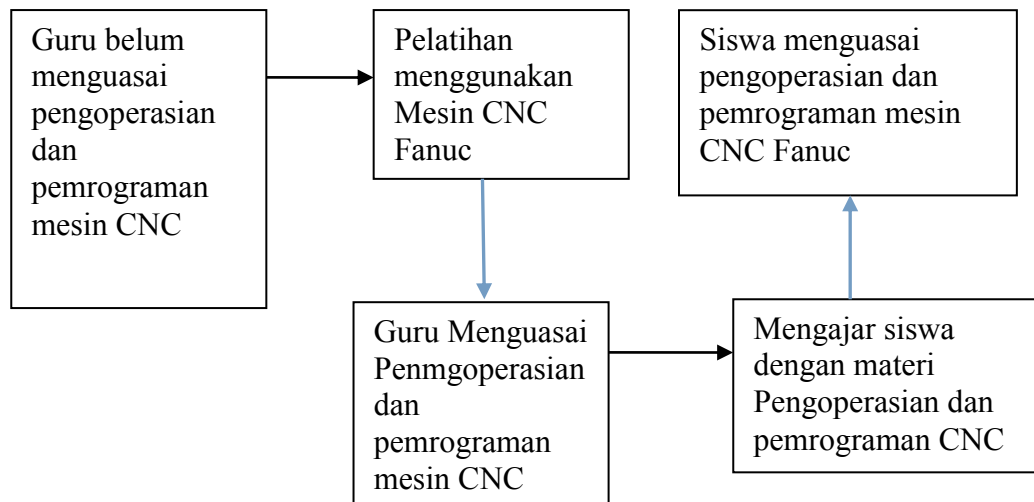 Guru belum
menguasai
pengoperasian
dan
pemrograman
mesin CNC
Pelatihan
menggunakan
Mesin CNC
Fanuc
Guru Menguasai
Penmgoperasian
dan
pemrograman
mesin CNC
Mengajar siswa
dengan materi
Pengoperasian dan
pemrograman CNC
Siswa menguasai
pengoperasian dan
pemrograman mesin
CNC Fanuc